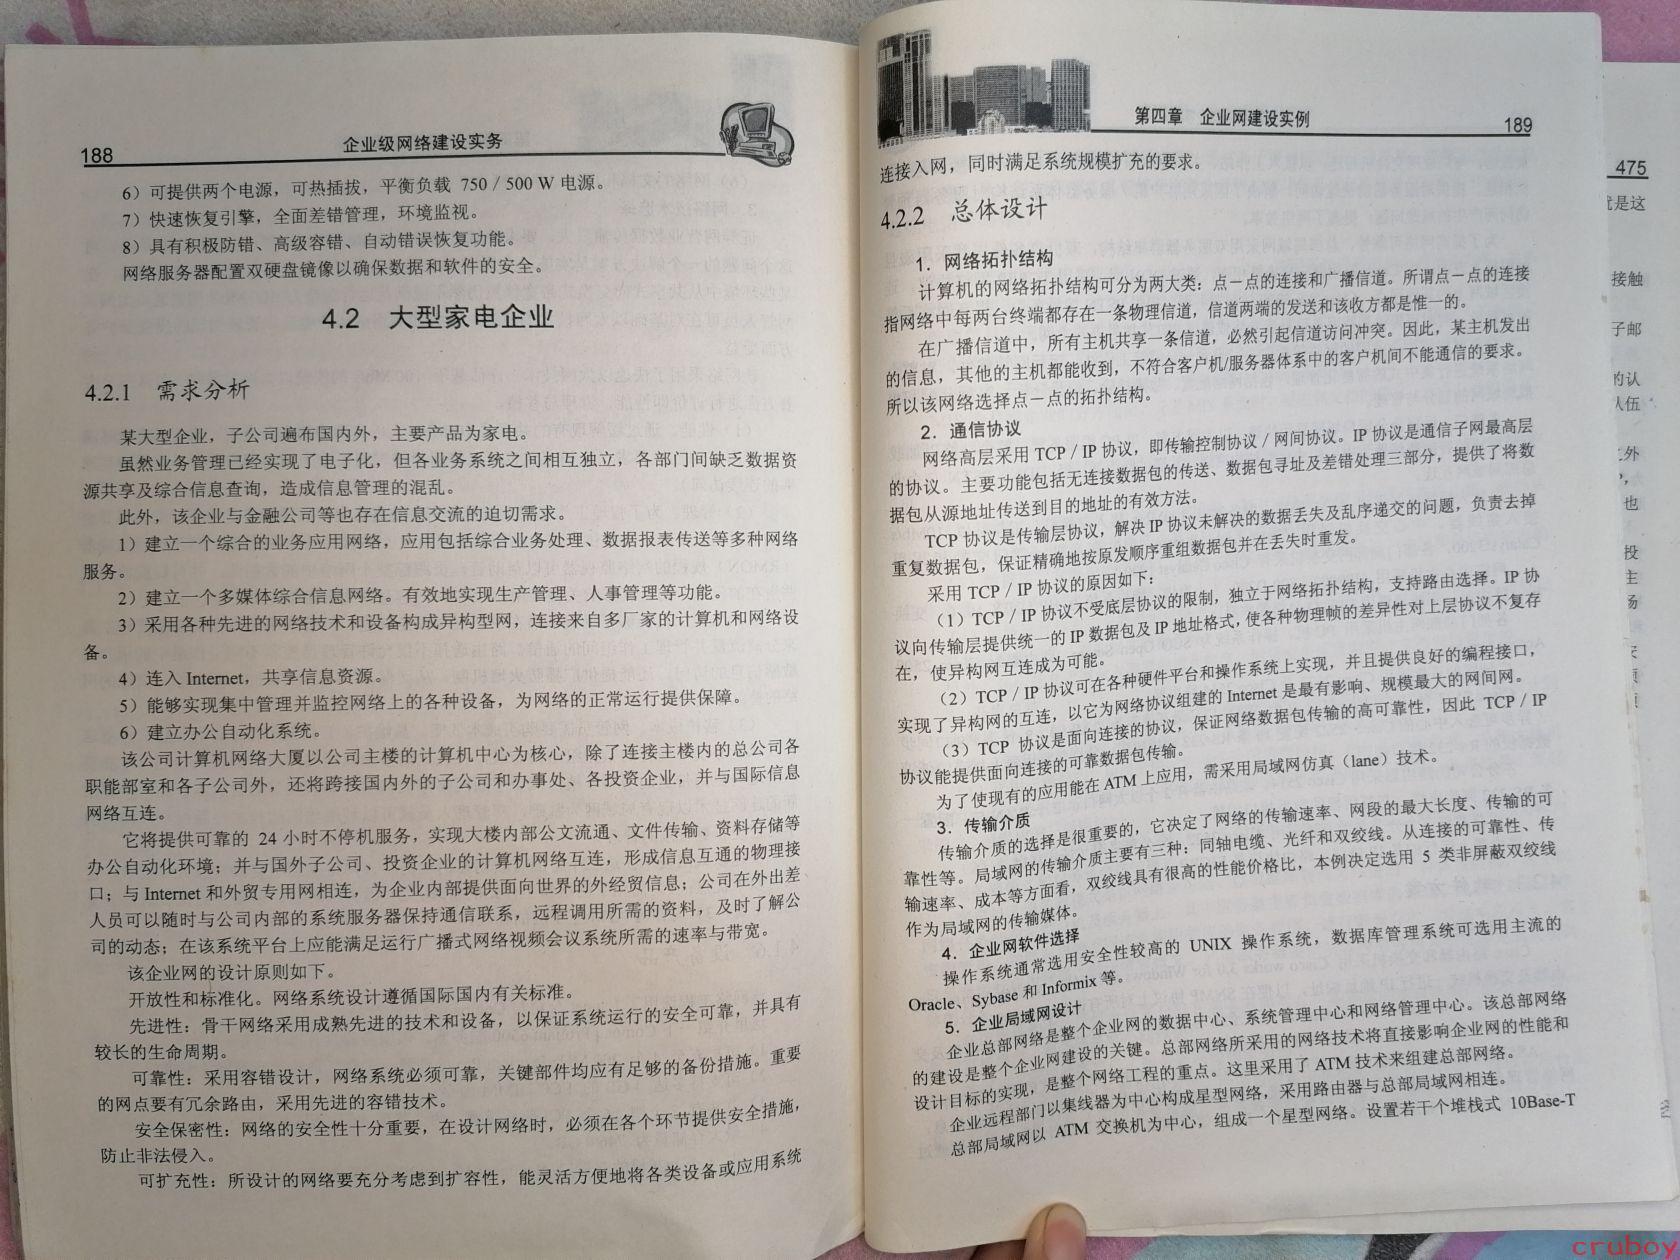 188
企业级网络建设实务
6）可提供两个电源，可热插拔，平衡负载 750／500 W 电源。
7）快速恢复引擎，全面差错管理，环境监视。
8）具有积极防错、高级容错、自动错误恢复功能。
网络服务器配置双硬盘镜像以确保数据和软件的安全。
4.2 大型家电企业
4.2.1 需求分析
某大型企业，子公司遍布国内外，主要产品为家电。
虽然业务管理已经实现了电子化，但各业务系统之间相互独立，各部门间缺乏数据资
源共享及综合信息查询，造成信息管理的混乱。
此外，该企业与金融公司等也存在信息交流的迫切需求。
1）建立一个综合的业务应用网络，应用包括综合业务处理、数据报表传送等多种网络
服务。
2）建立一个多媒体综合信息网络。有效地实现生产管理、人事管理等功能。
3）采用各种先进的网络技术和设备构成异构型网，连接来自多厂家的计算机和网络设
备。
4）连入 Internet，共享信息资源。
5）能够实现集中管理并监控网络上的各种设备，为网络的正常运行提供保障。
6）建立办公自动化系统。
该公司计算机网络大厦以公司主楼的计算机中心为核心，除了连接主楼内的总公司各
职能部室和各子公司外，还将跨接国内外的子公司和办事处、各投资企业，并与国际信息
网络互连。
它将提供可靠的 24 小时不停机服务，实现大楼内部公文流通、文件传输、资料存储等
办公自动化环境；并与国外子公司、投资企业的计算机网络互连，形成信息互通的物理接
口；与 Internet 和外贸专用网相连，为企业内部提供面向世界的外经贸信息；公司在外出差
人员可以随时与公司内部的系统服务器保持通信联系，远程调用所需的资料，及时了解公
司的动态；在该系统平台上应能满足运行广播式网络视频会议系统所需的速率与带宽。
该企业网的设计原则如下。
开放性和标准化。网络系统设计遵循国际国内有关标准。
先进性：骨干网络采用成熟先进的技术和设备，以保证系统运行的安全可靠，并具有
较长的生命周期。
可靠性：采用容错设计，网络系统必须可靠，关键部件均应有足够的备份措施。重要
的网点要有冗余路由，采用先进的容错技术。
安全保密性：网络的安全性十分重要，在设计网络时，必须在各个环节提供安全措施，
防止非法侵入。
可扩充性：所设计的网络要充分考虑到扩容性，能灵活方便地将各类设备或应用系统
第四章 企业网建设实例
189
连接入网，同时满足系统规模扩充的要求。
4.2.2 总体设计
1．网络拓扑结构
计算机的网络拓扑结构可分为两大类：点－点的连接和广播信道。所谓点－点的连接
指网络中每两台终端都存在一条物理信道，信道两端的发送和该收方都是惟一的。
在广播信道中，所有主机共享一条信道，必然引起信道访问冲突。因此，某主机发出
的信息，其他的主机都能收到，不符合客户机/服务器体系中的客户机间不能通信的要求。
所以该网络选择点－点的拓扑结构。
2．通信协议
网络高层采用 TCP／IP 协议，即传输控制协议／网间协议。IP 协议是通信子网最高层
的协议。主要功能包括无连接数据包的传送、数据包寻址及差错处理三部分，提供了将数
据包从源地址传送到目的地址的有效方法。
TCP 协议是传输层协议，解决 IP 协议未解决的数据丢失及乱序递交的问题，负责去掉
重复数据包，保证精确地按原发顺序重组数据包并在丢失时重发。
采用 TCP／IP 协议的原因如下：
（1）TCP／IP 协议不受底层协议的限制，独立于网络拓扑结构，支持路由选择。IP 协
议向传输层提供统一的 IP 数据包及 IP 地址格式，使各种物理帧的差异性对上层协议不复存
在，使异构网互连成为可能。
（2）TCP／IP 协议可在各种硬件平台和操作系统上实现，并且提供良好的编程接口，
实现了异构网的互连，以它为网络协议组建的 Internet 是最有影响、规模最大的网间网。
（3）TCP 协议是面向连接的协议，保证网络数据包传输的高可靠性，因此 TCP／IP
协议能提供面向连接的可靠数据包传输。
为了使现有的应用能在 ATM 上应用，需采用局域网仿真（lane）技术。
3．传输介质
传输介质的选择是很重要的，它决定了网络的传输速率、网段的最大长度、传输的可
靠性等。局域网的传输介质主要有三种：同轴电缆、光纤和双绞线。从连接的可靠性、传
输速率、成本等方面看，双绞线具有很高的性能价格比，本例决定选用 5 类非屏蔽双绞线
作为局域网的传输媒体。
4．企业网软件选择
操作系统通常选用安全性较高的 UNIX 操作系统，数据库管理系统可选用主流的
Oracle、Sybase 和 Informix 等。
5．企业局域网设计
企业总部网络是整个企业网的数据中心、系统管理中心和网络管理中心。该总部网络
的建设是整个企业网建设的关键。总部网络所采用的网络技术将直接影响企业网的性能和
设计目标的实现，是整个网络工程的重点。这里采用了 ATM 技术来组建总部网络。
企业远程部门以集线器为中心构成星型网络，采用路由器与总部局域网相连。
总部局域网以 ATM 交换机为中心，组成一个星型网络。设置若干个堆栈式 10Base-T
475
就是这
接触
子邮
的认
队伍
外
也
投
主
场
cruboy